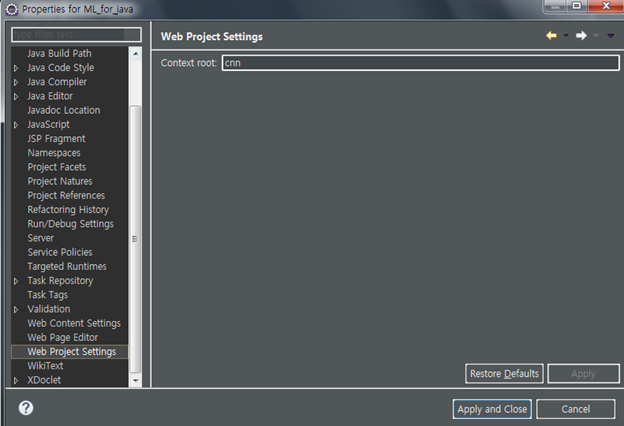 Properties for ML_for_java
type filter text
Web Project Settings
Context root: cnn
Java Build Path
Java Code Style
Java Compiler
Java Editor
Javadoc Location
JavaScript
JSP Fragment
Namespaces
Project Facets
Project Natures
Project References
Refactoring History
Run/Debug Settings
Server
Service Policies
Targeted Runtimes
Task Repository
Task Tags
Validation
Web Content Settings
Web Page Editor
Web Project Settings
WikiText
XDoclet
Restore Defaults
Apply
Apply and Close
Cancel